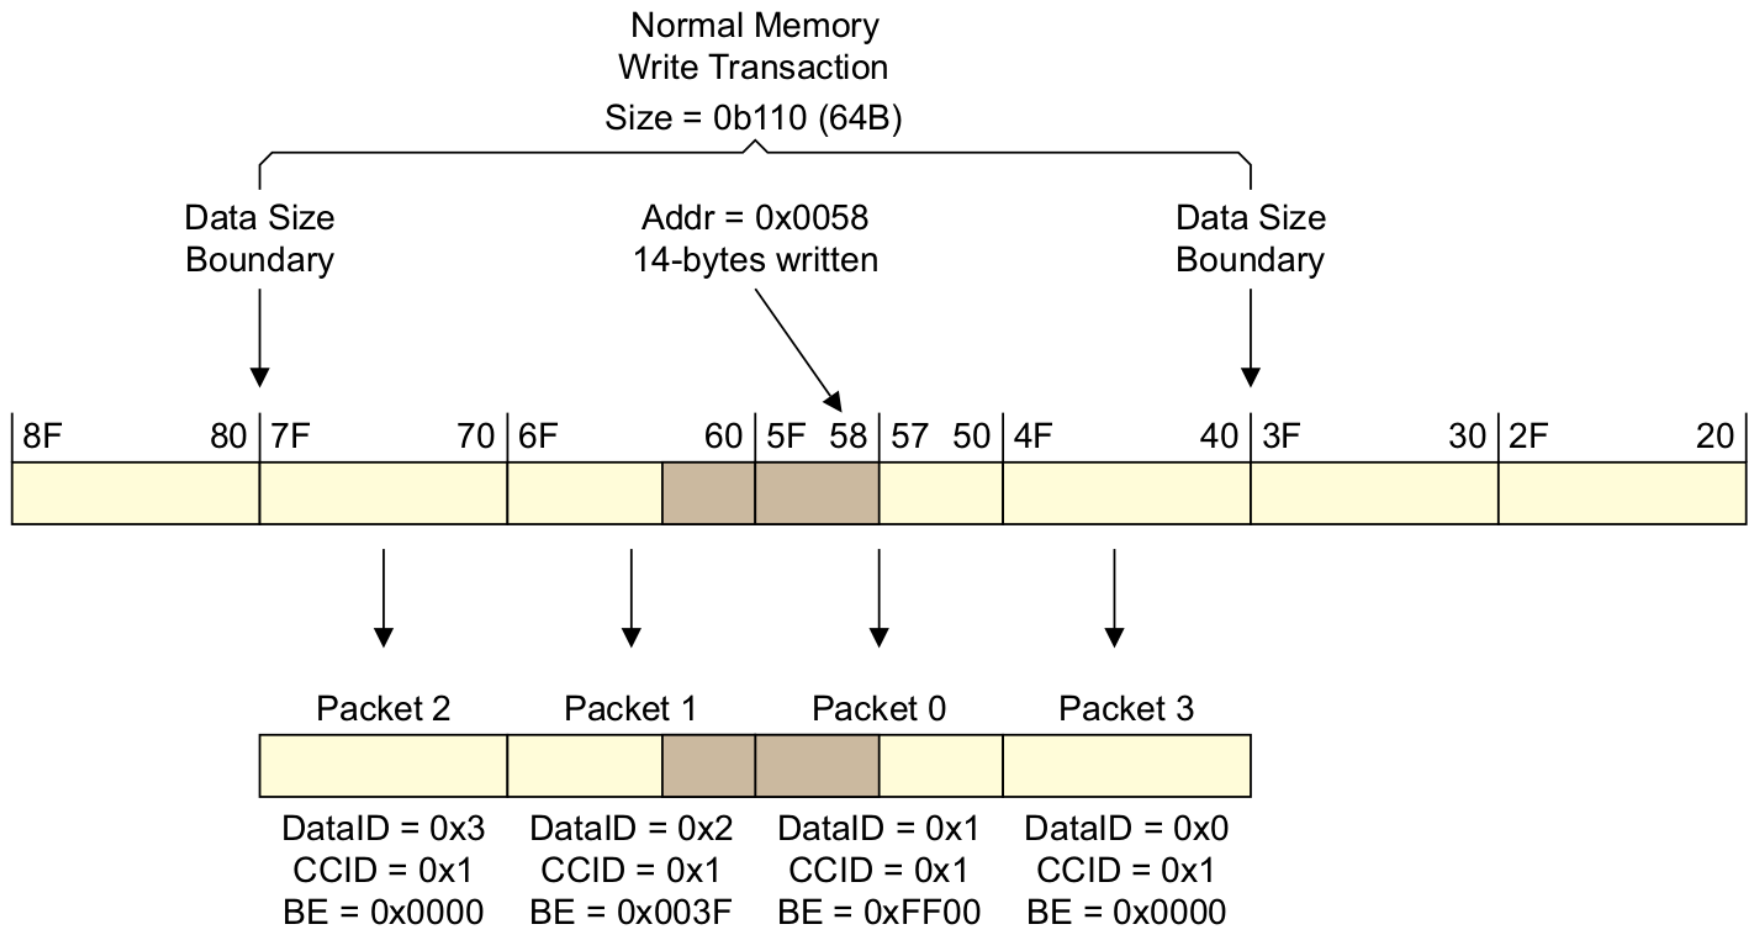 Normal Memory
Write Transaction
Size = 0b110 (64B)
Data Size
Boundary
Addr = 0x0058
14-bytes written
Data Size
Boundary
8F 80 7F 70 6F 60 5F 58 57 50 4F 40 3F 30 2F 20
Packet 2 Packet 1 Packet 0 Packet 3
DataID = 0x3 DataID = 0x2 DataID = 0x1 DataID = 0x0
CCID = 0x1 CCID = 0x1 CCID = 0x1 CCID = 0x1
BE = 0x0000 BE = 0x003F BE = 0xFF00 BE = 0x0000